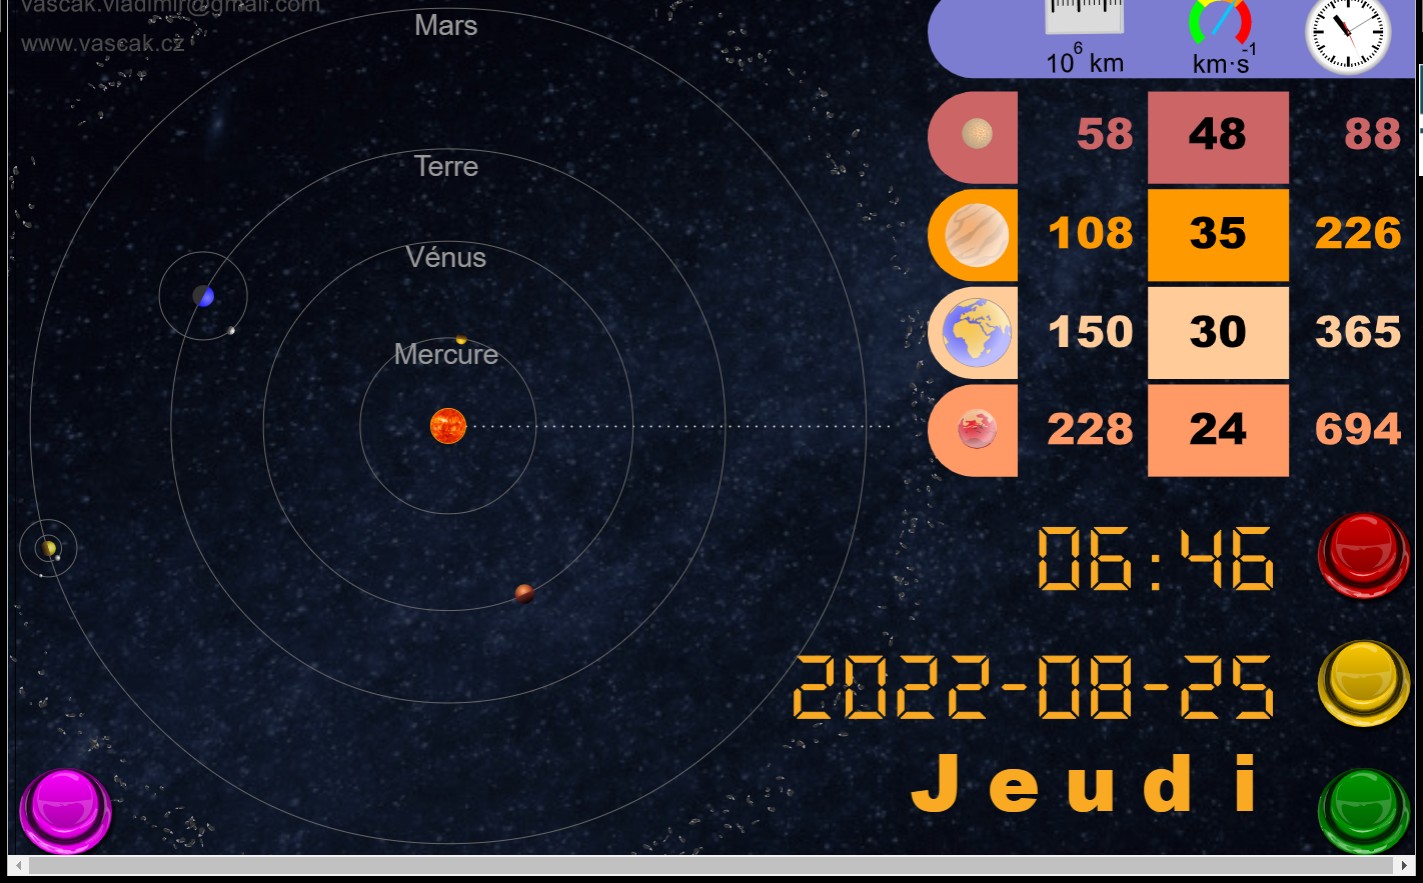 vascak.vladimir@gmail.com
www.vascak.cz
Mars
Terre
Vénus
Mercure
10⁶ km
km·s⁻¹
58 48 88
108 35 226
150 30 365
228 24 694
06:46
2022-08-25
Jeudi